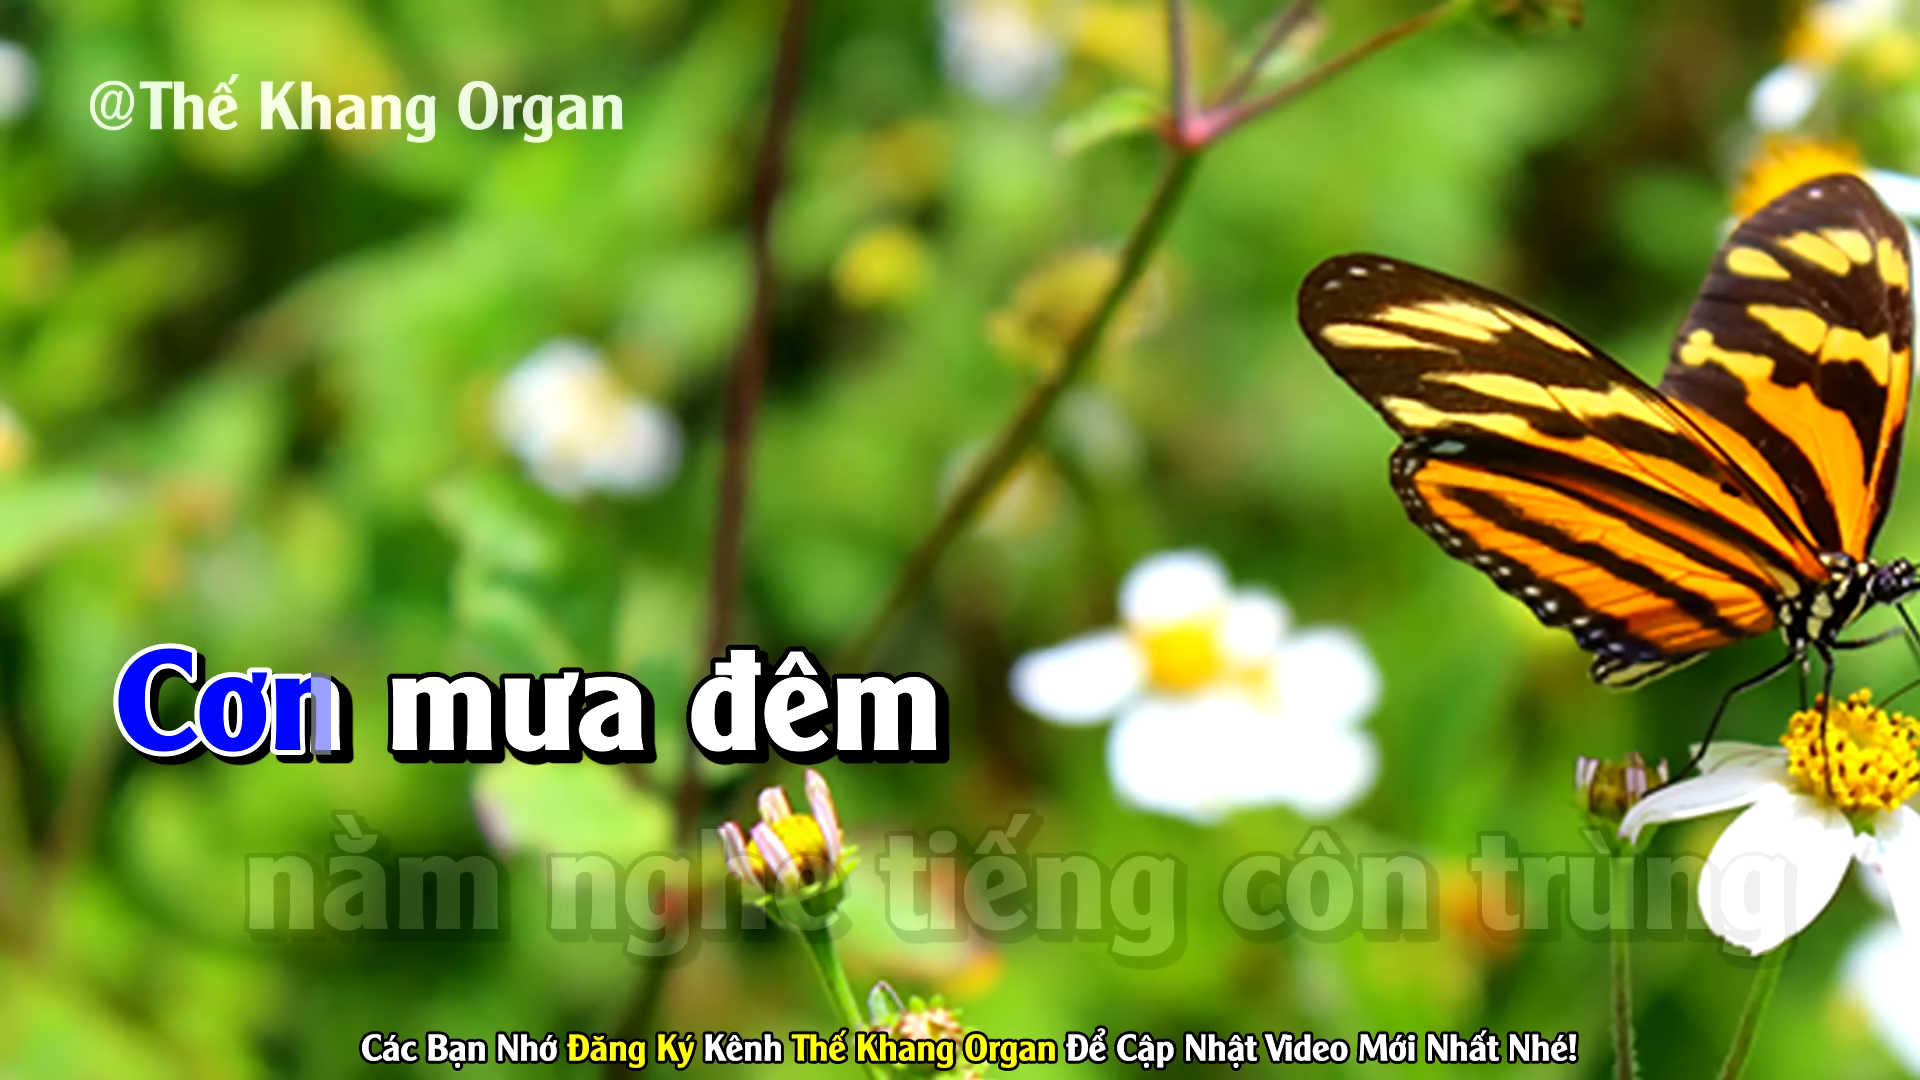 @Thế Khang Organ
Cơn mưa đêm
nằm nghe tiếng côn trùng
Các Bạn Nhớ Đăng Ký Kênh Thế Khang Organ Để Cập Nhật Video Mới Nhất Nhé!